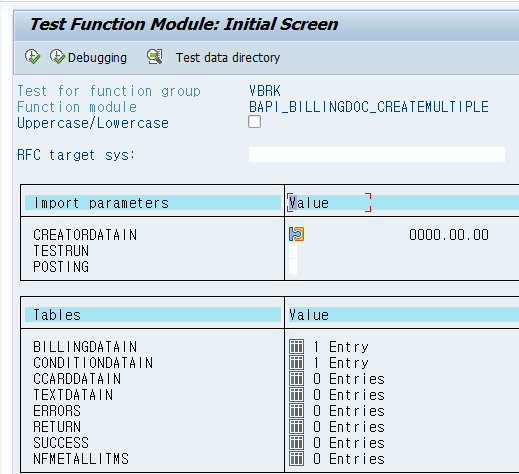 Test Function Module: Initial Screen
Debugging Test data directory
Test for function group VBRK
Function module BAPI_BILLINGDOC_CREATEMULTIPLE
Uppercase/Lowercase
RFC target sys:
Import parameters Value
CREATORDATAIN 0000.00.00
TESTRUN
POSTING
Tables Value
BILLINGDATAIN 1 Entry
CONDITIONDATAIN 1 Entry
CCARDDATAIN 0 Entries
TEXTDATAIN 0 Entries
ERRORS 0 Entries
RETURN 0 Entries
SUCCESS 0 Entries
NFMETALLITMS 0 Entries